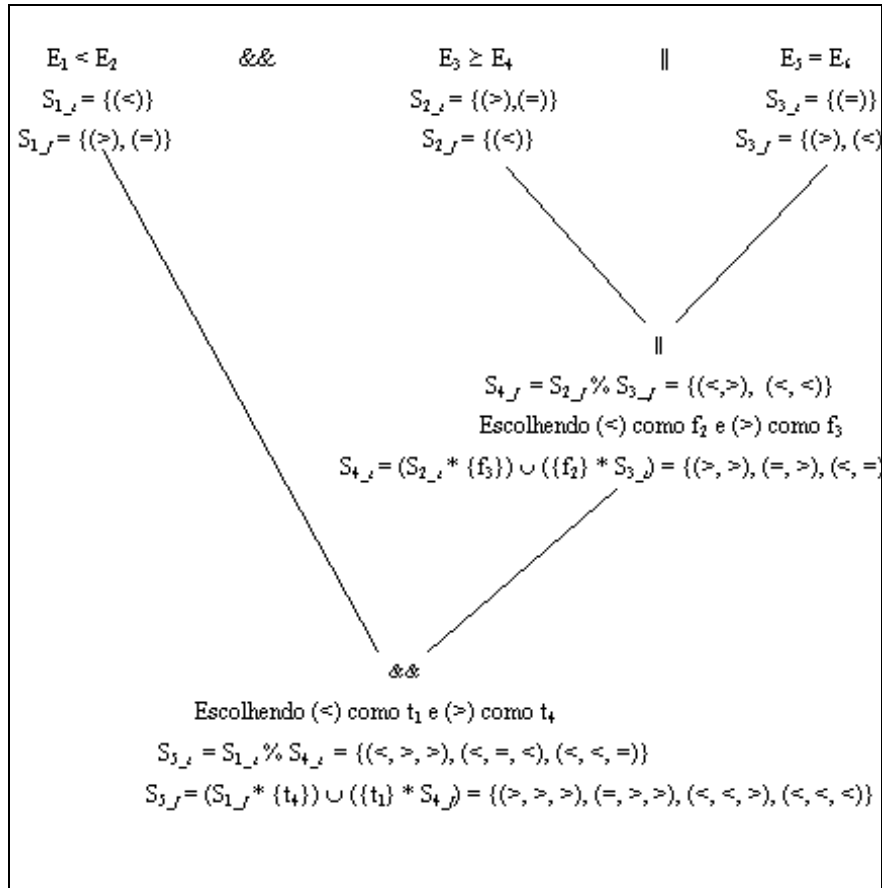 E₁ < E₂ && E₃ ≥ E₄ || E₅ = E₆
S₁_ₜ = {(<)} S₂_ₜ = {(>),(=)} S₃_ₜ = {(=)}
S₁_f = {(>), (=)} S₂_f = {(<)} S₃_f = {(>), (<)
||
S₄_f = S₂_f % S₃_f = {(<,>), (<, <)}
Escolhendo (<) como f₂ e (>) como f₃
S₄_ₜ = (S₂_ₜ * {f₃}) ∪ ({f₂} * S₃_ₜ) = {(>, >), (=, >), (<, =)
&&
Escolhendo (<) como t₁ e (>) como t₄
S₅_ₜ = S₁_ₜ % S₄_ₜ = {(<, >, >), (<, =, <), (<, <, =)}
S₅_f = (S₁_f * {t₄}) ∪ ({t₁} * S₄_f) = {(>, >, >), (=, >, >), (<, <, >), (<, <, <)}